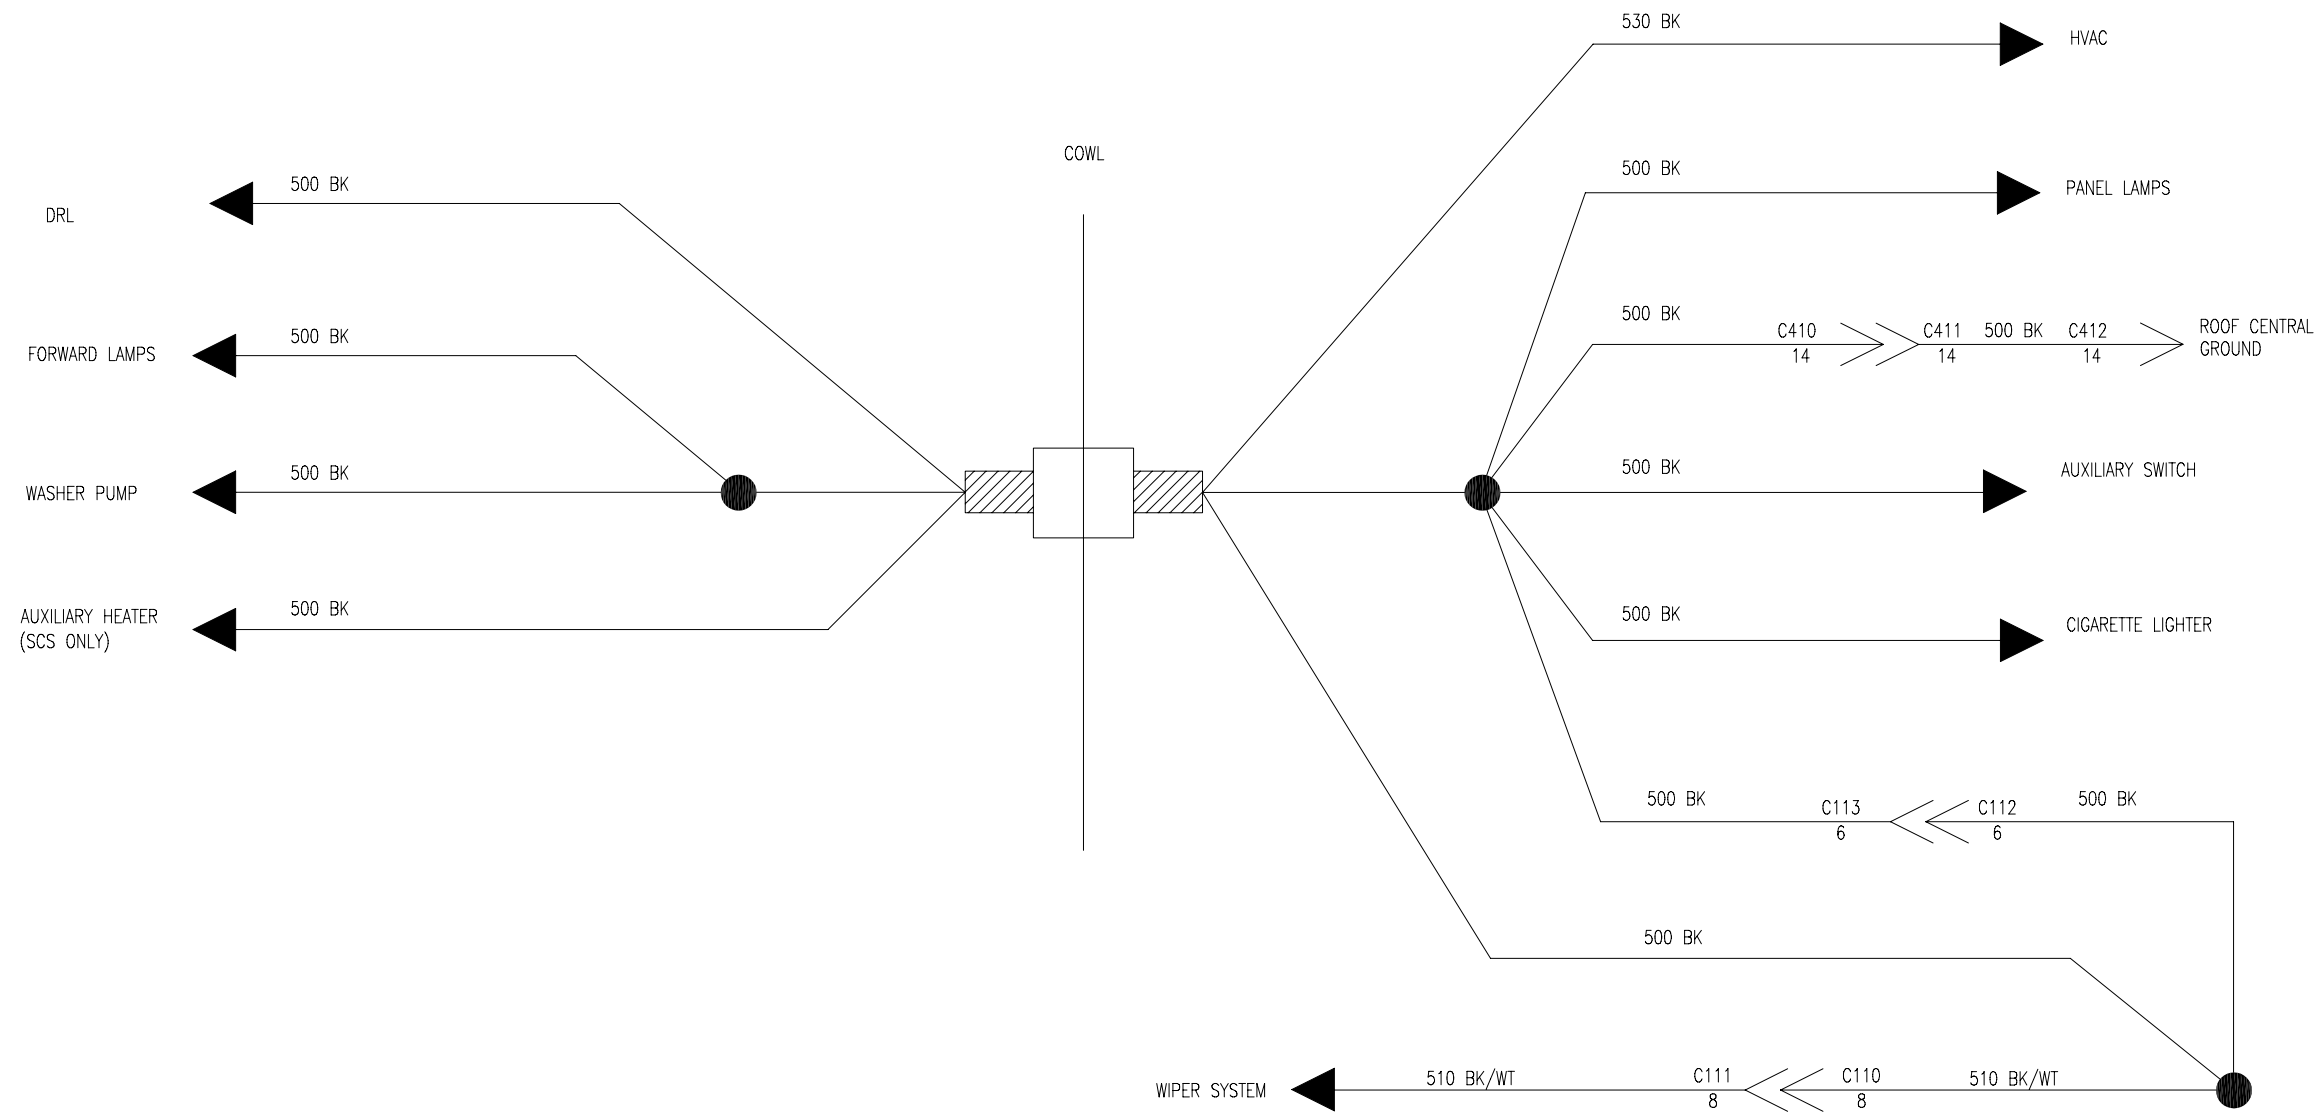 530 BK
HVAC
COWL
500 BK
PANEL LAMPS
500 BK
DRL
500 BK
C410
14
C411
14
500 BK
C412
14
ROOF CENTRAL
GROUND
500 BK
FORWARD LAMPS
500 BK
AUXILIARY SWITCH
500 BK
WASHER PUMP
500 BK
CIGARETTE LIGHTER
500 BK
AUXILIARY HEATER
(SCS ONLY)
500 BK
C113
6
C112
6
500 BK
500 BK
WIPER SYSTEM
510 BK/WT
C111
8
C110
8
510 BK/WT